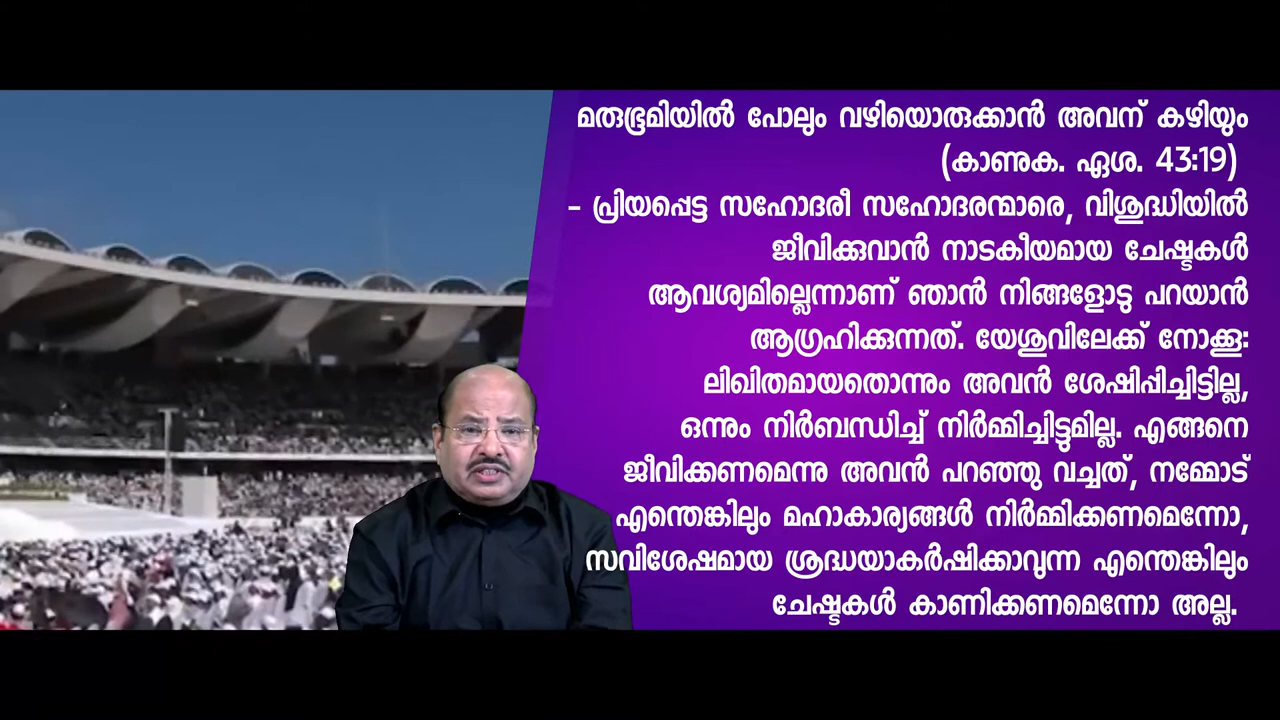 മരുഭൂമിയിൽ പോലും വഴിയൊരുക്കാൻ അവന് കഴിയും
(കാണുക. ഏശ. 43:19)
- പ്രിയപ്പെട്ട സഹോദരീ സഹോദരന്മാരെ, വിശുദ്ധിയിൽ
ജീവിക്കുവാൻ നാടകീയമായ ചേഷ്ടകൾ
ആവശ്യമില്ലെന്നാണ് ഞാൻ നിങ്ങളോടു പറയാൻ
ആഗ്രഹിക്കുന്നത്. യേശുവിലേക്ക് നോക്കൂ:
ലിഖിതമായതൊന്നും അവൻ ശേഷിപ്പിച്ചിട്ടില്ല,
ഒന്നും നിർബന്ധിച്ച് നിർമ്മിച്ചിട്ടുമില്ല. എങ്ങനെ
ജീവിക്കണമെന്നു അവൻ പറഞ്ഞു വച്ചത്, നമ്മോട്
എന്തെങ്കിലും മഹാകാര്യങ്ങൾ നിർമ്മിക്കണമെന്നോ,
സവിശേഷമായ ശ്രദ്ധയാകർഷിക്കാവുന്ന എന്തെങ്കിലും
ചേഷ്ടകൾ കാണിക്കണമെന്നോ അല്ല.